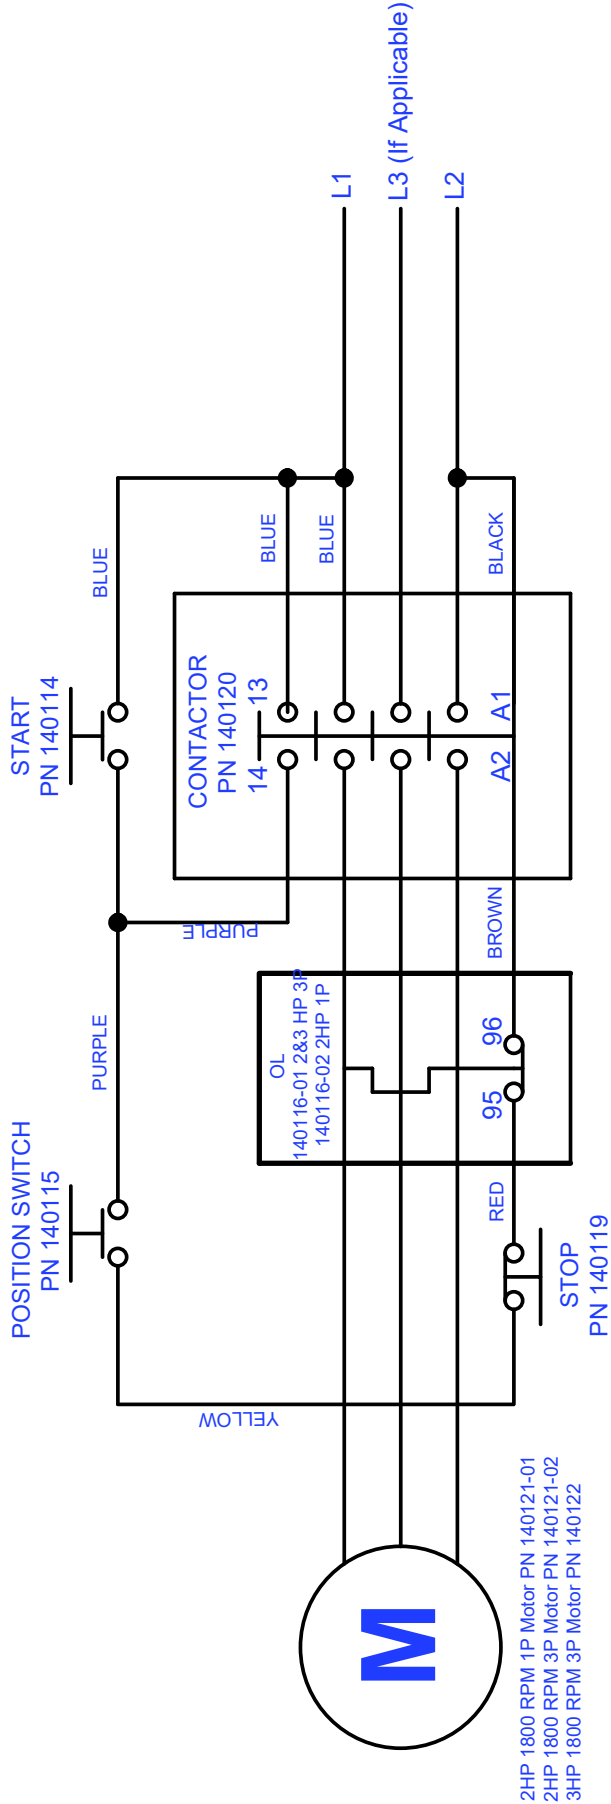 POSITION SWITCH
PN 140115
START
PN 140114
YELLOW
PURPLE
PURPLE
BLUE
CONTACTOR
PN 140120
14 13
BLUE
BLUE
L1
L3 (If Applicable)
L2
OL
140116-01 2&3 HP 3P
140116-02 2HP 1P
95 96
RED
BROWN
A2 A1
BLACK
STOP
PN 140119
M
2HP 1800 RPM 1P Motor PN 140121-01
2HP 1800 RPM 3P Motor PN 140121-02
3HP 1800 RPM 3P Motor PN 140122